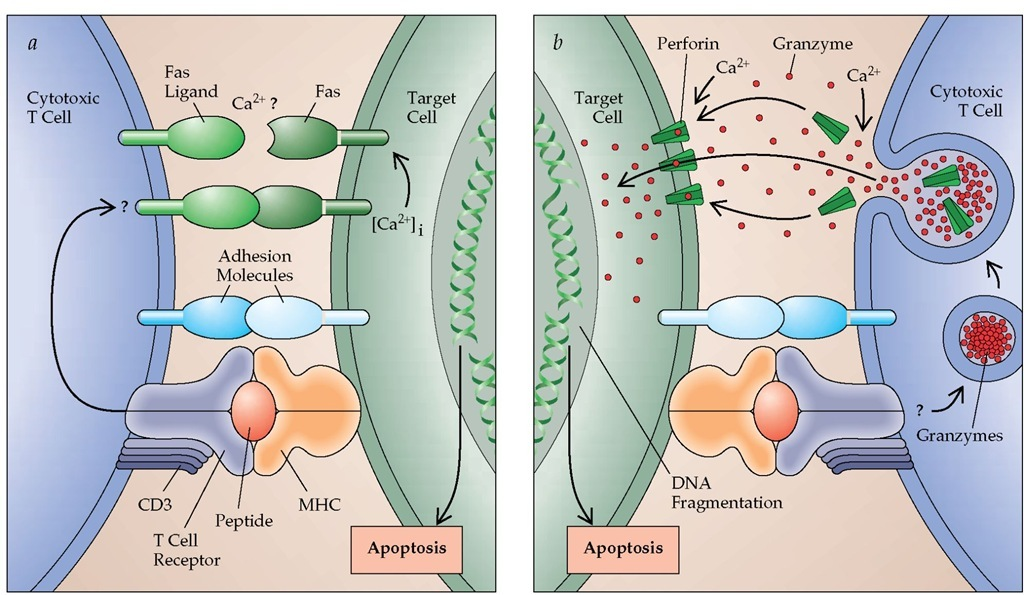 a
Cytotoxic
T Cell
Fas
Ligand
Ca2+ ?
Fas
Target
Cell
?
[Ca2+]i
Adhesion
Molecules
CD3
T Cell
Receptor
Peptide
MHC
Apoptosis
b
Perforin
Granzyme
Ca2+
Ca2+
Target
Cell
Cytotoxic
T Cell
?
Granzymes
DNA
Fragmentation
Apoptosis